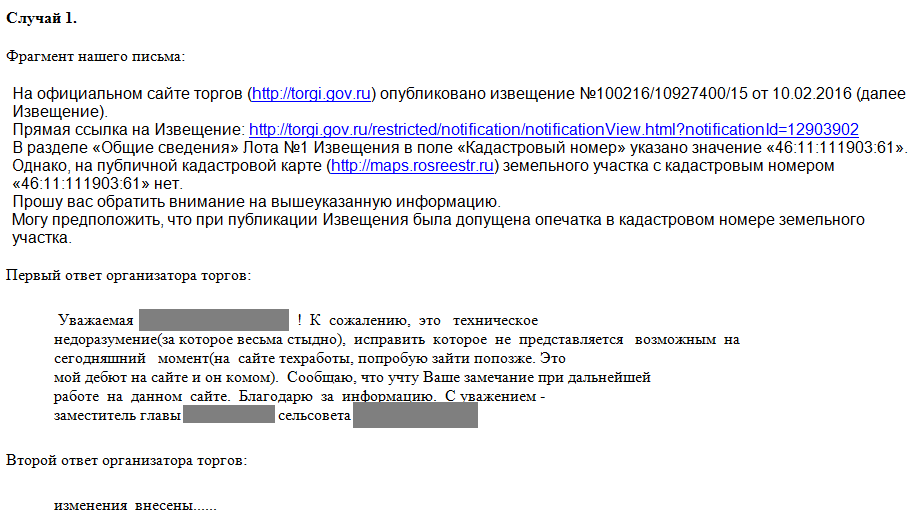 Случай 1.
Фрагмент нашего письма:
На официальном сайте торгов (http://torgi.gov.ru) опубликовано извещение №100216/10927400/15 от 10.02.2016 (далее
Извещение).
Прямая ссылка на Извещение: http://torgi.gov.ru/restricted/notification/notificationView.html?notificationId=12903902
В разделе «Общие сведения» Лота №1 Извещения в поле «Кадастровый номер» указано значение «46:11:111903:61».
Однако, на публичной кадастровой карте (http://maps.rosreestr.ru) земельного участка с кадастровым номером
«46:11:111903:61» нет.
Прошу вас обратить внимание на вышеуказанную информацию.
Могу предположить, что при публикации Извещения была допущена опечатка в кадастровом номере земельного
участка.
Первый ответ организатора торгов:
Уважаемая ! К сожалению, это техническое
недоразумение(за которое весьма стыдно), исправить которое не представляется возможным на
сегодняшний момент(на сайте техработы, попробую зайти попозже. Это
мой дебют на сайте и он комом). Сообщаю, что учту Ваше замечание при дальнейшей
работе на данном сайте. Благодарю за информацию. С уважением -
заместитель главы сельсовета
Второй ответ организатора торгов:
изменения внесены......